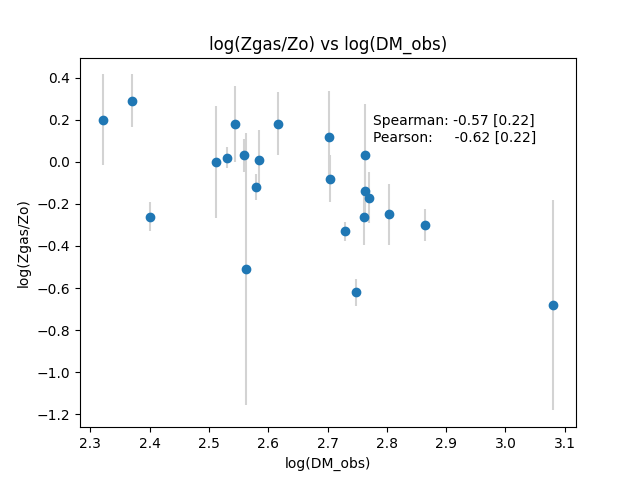 log(Zgas/Zo) vs log(DM_obs)
0.4
0.2
0.0
−0.2
−0.4
−0.6
−0.8
−1.0
−1.2
log(Zgas/Zo)
Spearman: -0.57 [0.22]
Pearson: -0.62 [0.22]
2.3 2.4 2.5 2.6 2.7 2.8 2.9 3.0 3.1
log(DM_obs)